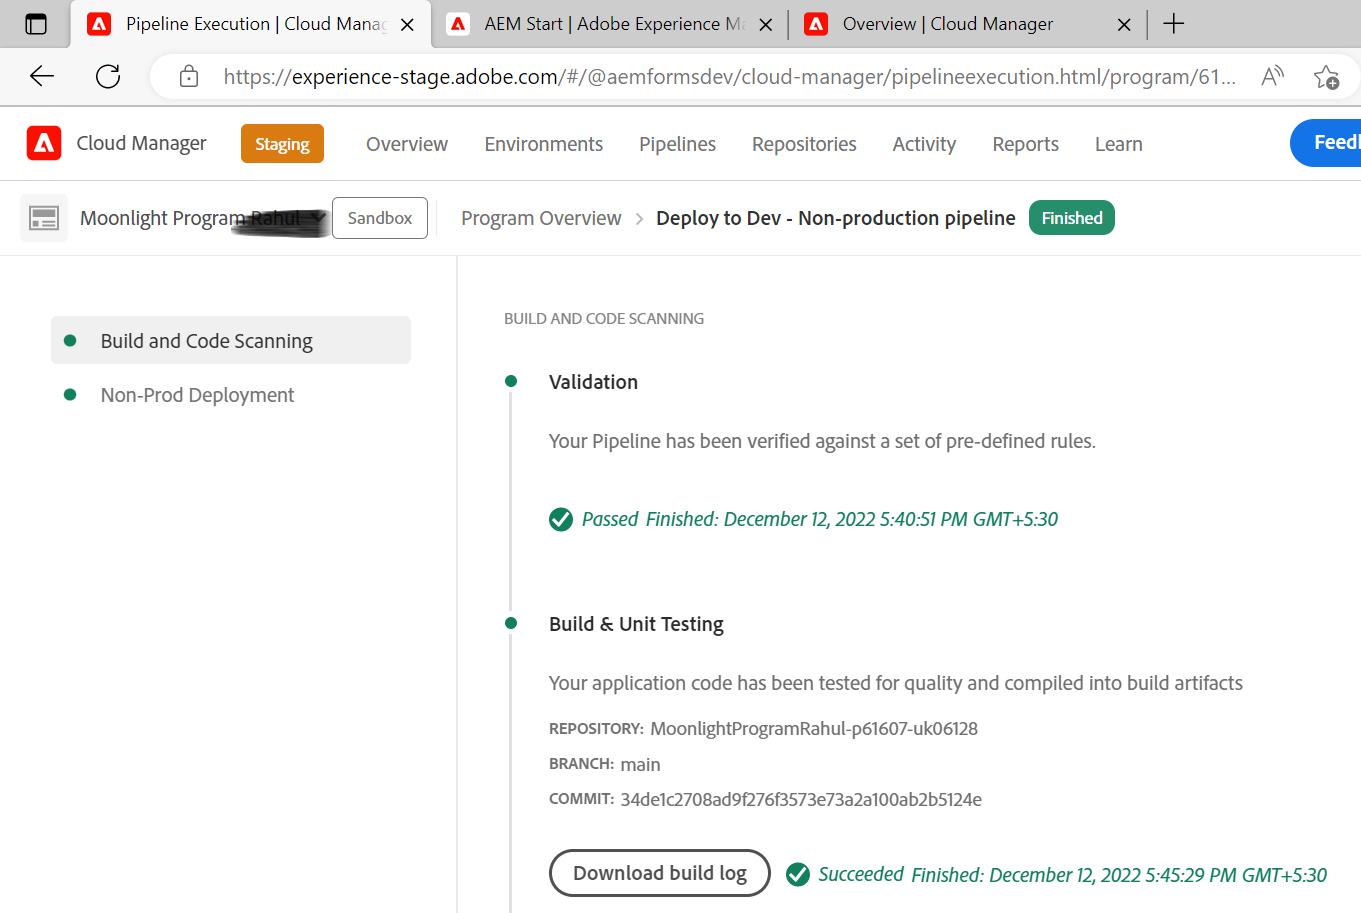 Pipeline Execution | Cloud Manag
AEM Start | Adobe Experience Ma
Overview | Cloud Manager
https://experience-stage.adobe.com/#/@aemformsdev/cloud-manager/pipelineexecution.html/program/61...
Cloud Manager
Staging
Overview
Environments
Pipelines
Repositories
Activity
Reports
Learn
Feed
Moonlight Program
Sandbox
Program Overview > Deploy to Dev - Non-production pipeline
Finished
Build and Code Scanning
Non-Prod Deployment
BUILD AND CODE SCANNING
Validation
Your Pipeline has been verified against a set of pre-defined rules.
Passed Finished: December 12, 2022 5:40:51 PM GMT+5:30
Build & Unit Testing
Your application code has been tested for quality and compiled into build artifacts
REPOSITORY: MoonlightProgramRahul-p61607-uk06128
BRANCH: main
COMMIT: 34de1c2708ad9f276f3573e73a2a100ab2b5124e
Download build log
Succeeded Finished: December 12, 2022 5:45:29 PM GMT+5:30